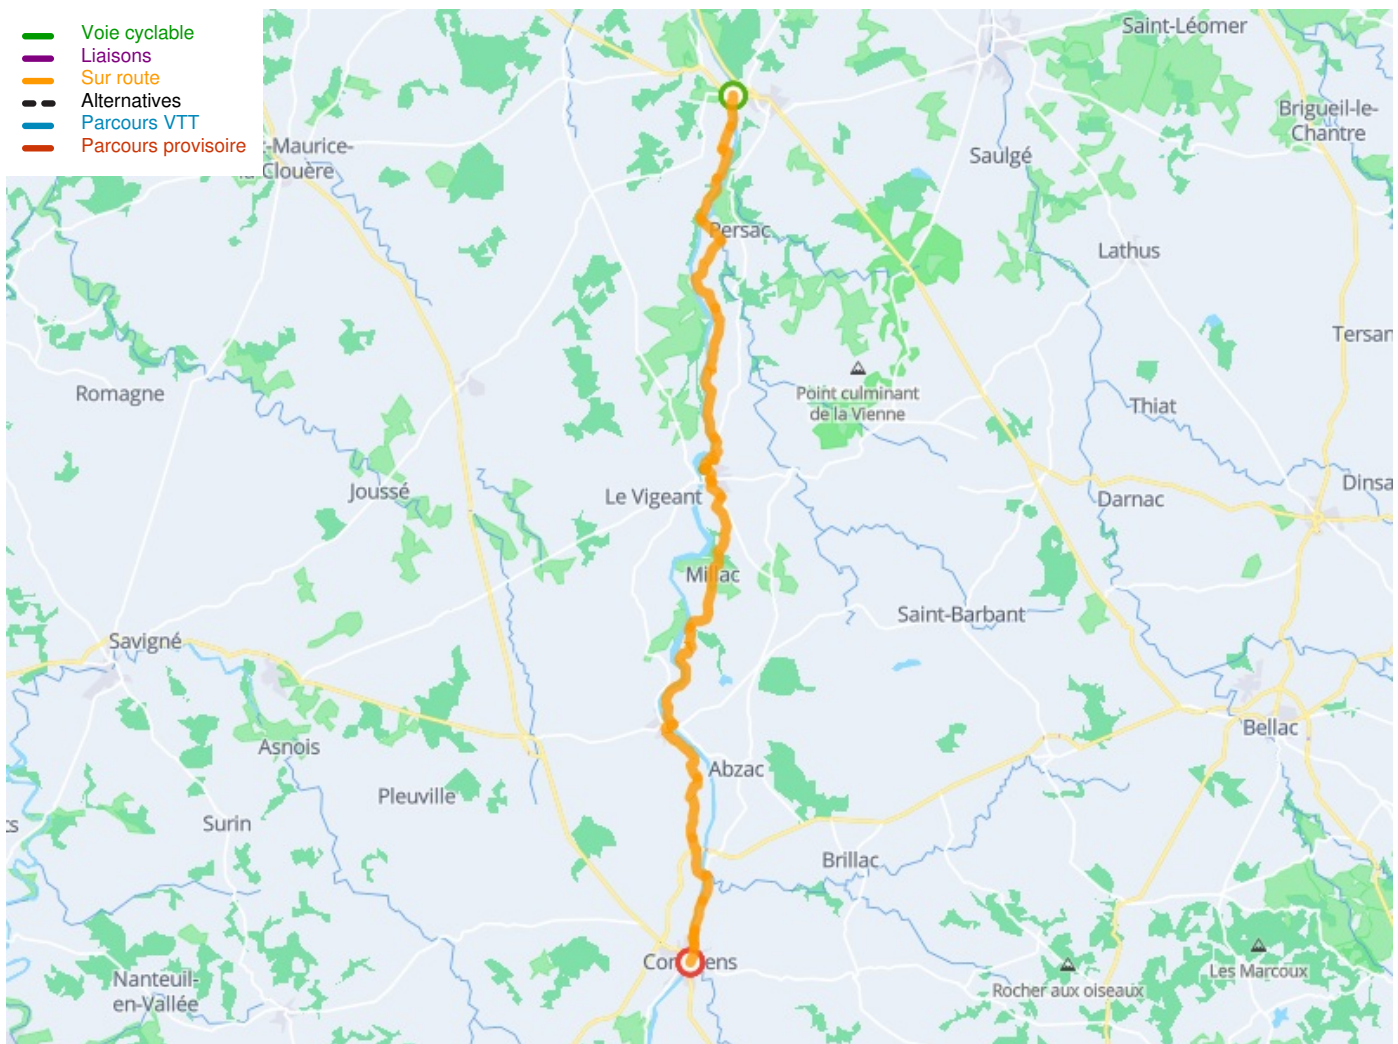 Voie cyclable
Liaisons
Sur route
Alternatives
Parcours VTT
Parcours provisoire
Saint-Léomer
Brigueil-le-
Chantre
-Maurice-
Clouère
Saulgé
Persac
Lathus
Tersan
Point culminant
de la Vienne
Romagne
Thiat
Joussé
Le Vigeant
Darnac
Dinsa
Millac
Saint-Barbant
Savigné
Asnois
Abzac
Bellac
Pleuville
Surin
Brillac
Nanteuil-
en-Vallée
Les Marcoux
Rocher aux oiseaux